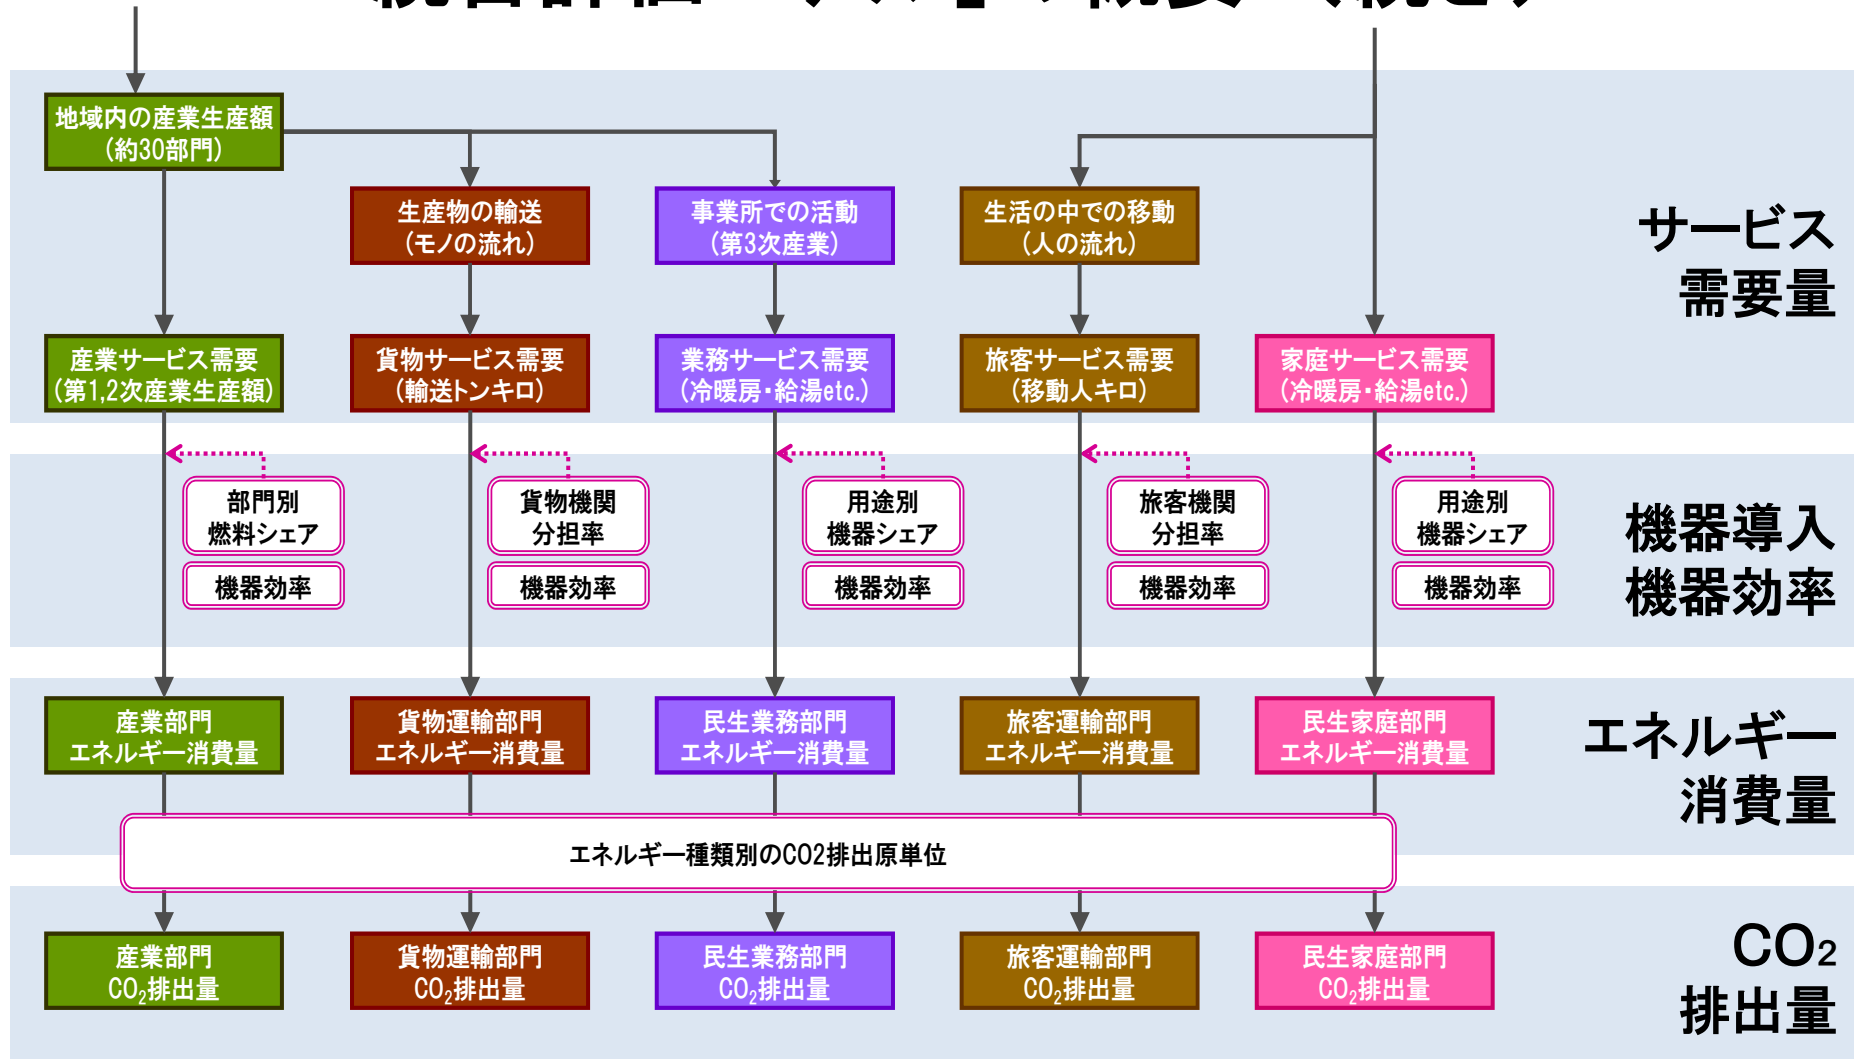 地域内の産業生産額
（約30部門）
生産物の輸送
（モノの流れ）
事業所での活動
（第3次産業）
生活の中での移動
（人の流れ）
サービス
需要量
産業サービス需要
（第1,2次産業生産額）
貨物サービス需要
（輸送トンキロ）
業務サービス需要
（冷暖房・給湯etc.）
旅客サービス需要
（移動人キロ）
家庭サービス需要
（冷暖房・給湯etc.）
部門別
燃料シェア
機器効率
貨物機関
分担率
機器効率
用途別
機器シェア
機器効率
旅客機関
分担率
機器効率
用途別
機器シェア
機器効率
機器導入
機器効率
産業部門
エネルギー消費量
貨物運輸部門
エネルギー消費量
民生業務部門
エネルギー消費量
旅客運輸部門
エネルギー消費量
民生家庭部門
エネルギー消費量
エネルギー
消費量
エネルギー種類別のCO2排出原単位
産業部門
CO₂排出量
貨物運輸部門
CO₂排出量
民生業務部門
CO₂排出量
旅客運輸部門
CO₂排出量
民生家庭部門
CO₂排出量
CO₂
排出量